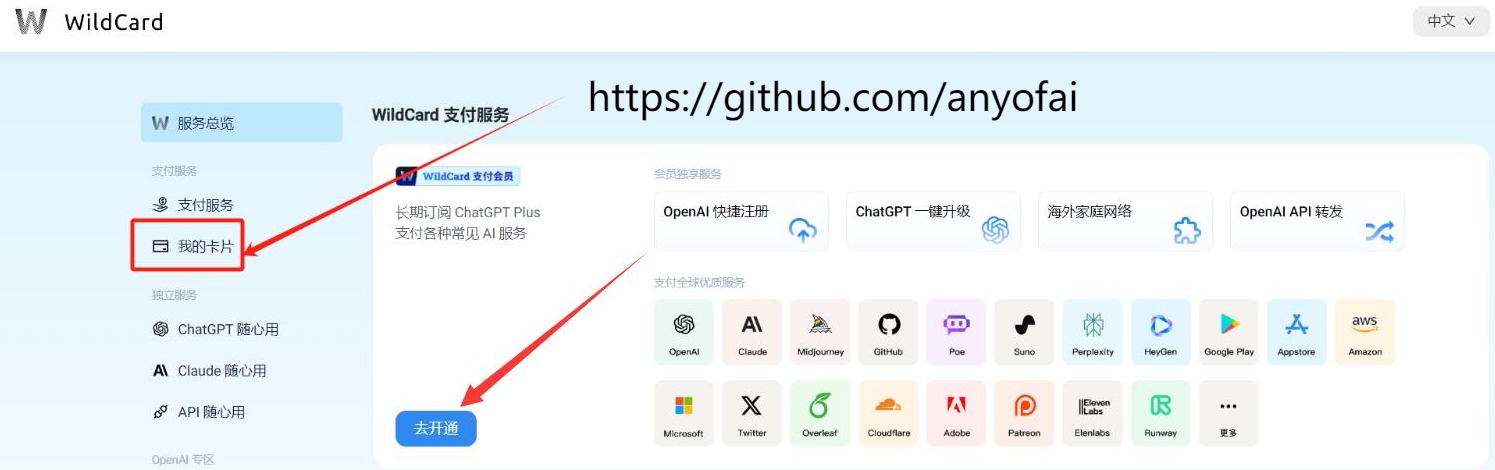 WildCard
中文
https://github.com/anyofai
服务总览
支付服务
支付服务
我的卡片
独立服务
ChatGPT 随心用
Claude 随心用
API 随心用
OpenAI 专区
WildCard 支付服务
W WildCard 支付会员
长期订阅 ChatGPT Plus
支付各种常见 AI 服务
去开通
会员独享服务
OpenAI 快捷注册
ChatGPT 一键升级
海外家庭网络
OpenAI API 转发
支付全球优质服务
OpenAI
Claude
Midjourney
GitHub
Poe
Suno
Perplexity
HeyGen
Google Play
Appstore
aws
Amazon
Microsoft
Twitter
Overleaf
Cloudflare
Adobe
Patreon
ElevenLabs
Elenlabs
Runway
更多